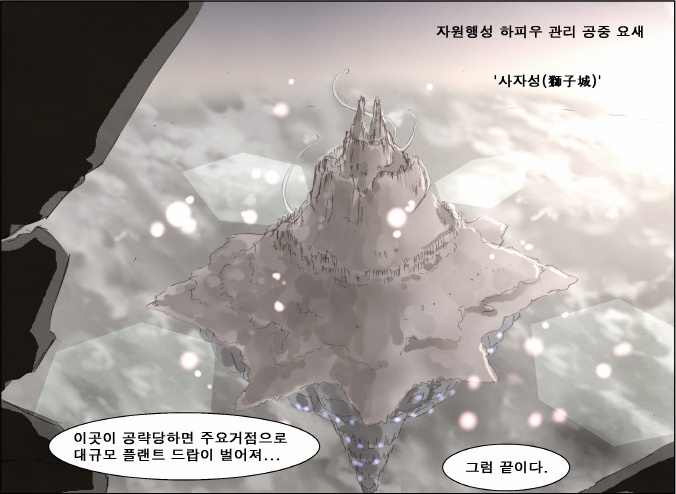 자원행성 하피우 관리 공중 요새
'사자성(獅子城)'
이곳이 공략당하면 주요거점으로
대규모 플랜트 드랍이 벌어져...
그럼 끝이다.